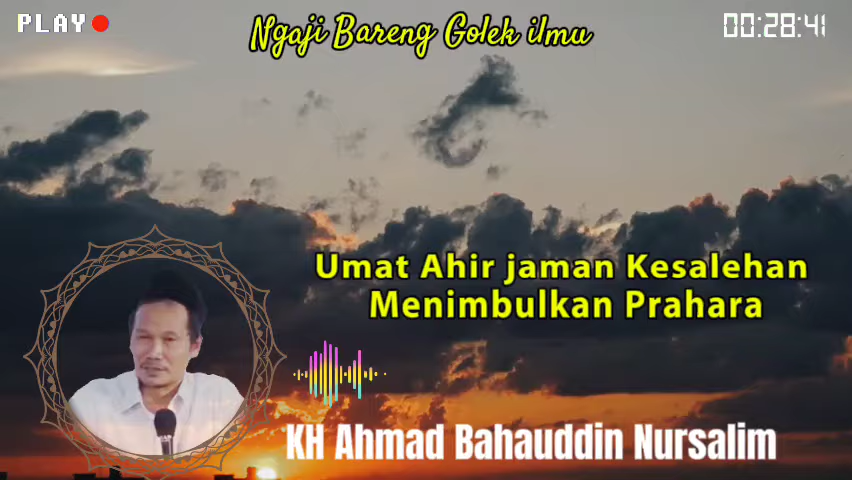 PLAY
Ngaji Bareng Golek ilmu
00:28:41
Umat Ahir jaman Kesalehan
Menimbulkan Prahara
KH Ahmad Bahauddin Nursalim